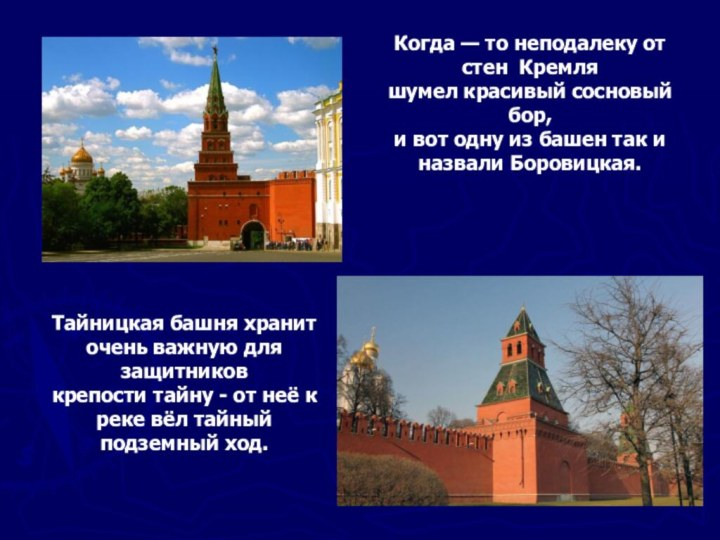 Когда — то неподалеку от
стен Кремля
шумел красивый сосновый
бор,
и вот одну из башен так и
назвали Боровицкая.
Тайницкая башня хранит
очень важную для
защитников
крепости тайну - от неё к
реке вёл тайный
подземный ход.